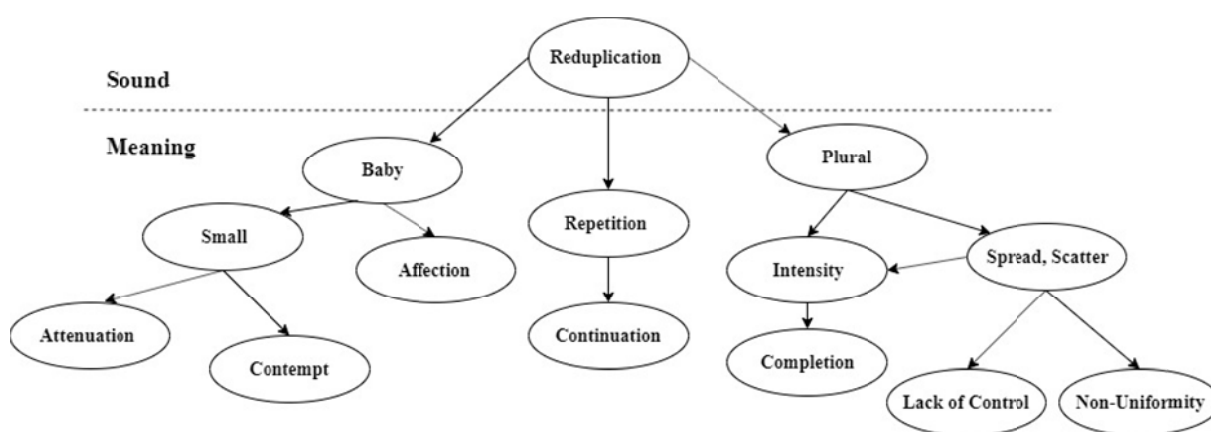 Reduplication
Sound
Meaning
Baby
Plural
Small
Repetition
Affection
Intensity
Spread, Scatter
Attenuation
Continuation
Contempt
Completion
Lack of Control
Non-Uniformity